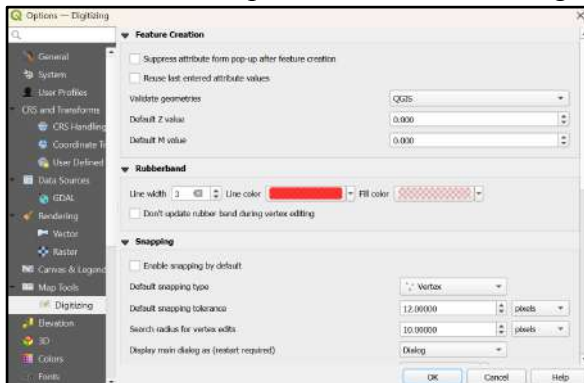 Options — Digitizing
General
System
User Profiles
CRS and Transforms
CRS Handling
Coordinate Tr
User Defined
Data Sources
GDAL
Rendering
Vector
Raster
Canvas & Legend
Map Tools
Digitizing
Elevation
3D
Colors
Fonts
Feature Creation
Suppress attribute form pop-up after feature creation
Reuse last entered attribute values
Validate geometries QGIS
Default Z value 0.000
Default M value 0.000
Rubberband
Line width 3 Line color Fill color
Don't update rubber band during vertex editing
Snapping
Enable snapping by default
Default snapping type Vertex
Default snapping tolerance 12.00000 pixels
Search radius for vertex edits 10.00000 pixels
Display main dialog as (restart required) Dialog
OK Cancel Help